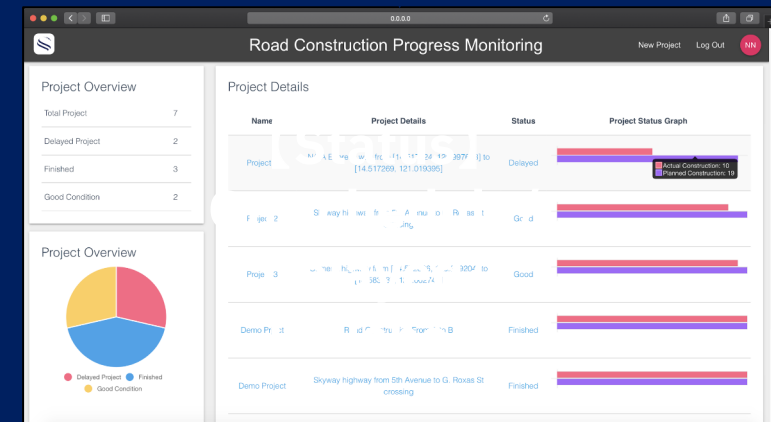 0.0.0.0
Road Construction Progress Monitoring
New Project Log Out NN
Project Overview
Total Project 7
Delayed Project 2
Finished 3
Good Condition 2
Project Overview
Delayed Project Finished
Good Condition
Project Details
Name Project Details Status Project Status Graph
[Status]
Project Delayed
[14.517269, 121.019395]
Actual Construction: 10
Planned Construction: 19
2
3 Good
Demo Finished
Demo Project Skyway highway from 5th Avenue to G. Roxas St Finished
crossing